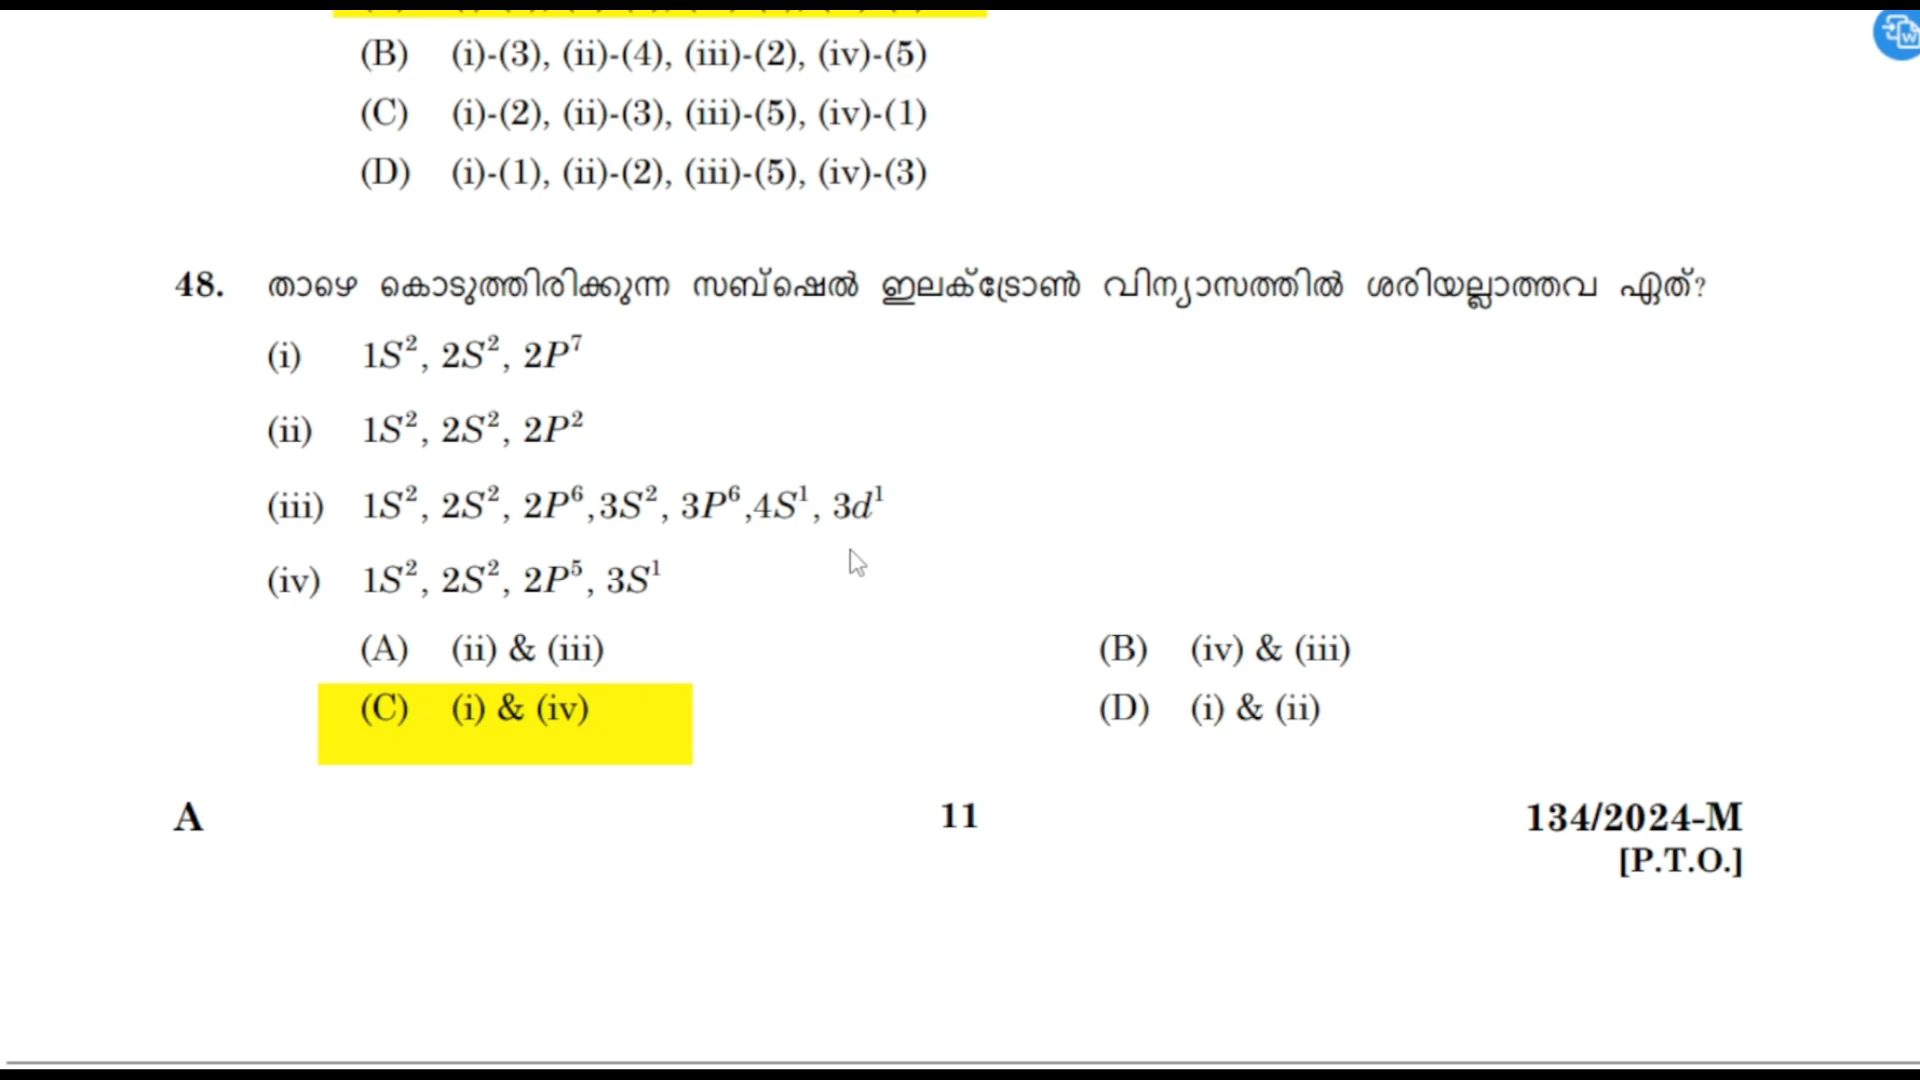 (B) (i)-(3), (ii)-(4), (iii)-(2), (iv)-(5)
(C) (i)-(2), (ii)-(3), (iii)-(5), (iv)-(1)
(D) (i)-(1), (ii)-(2), (iii)-(5), (iv)-(3)
48. താഴെ കൊടുത്തിരിക്കുന്ന സബ്ഷെൽ ഇലക്ട്രോൺ വിന്യാസത്തിൽ ശരിയല്ലാത്തവ ഏത്?
(i) 1S², 2S², 2P⁷
(ii) 1S², 2S², 2P²
(iii) 1S², 2S², 2P⁶,3S², 3P⁶,4S¹, 3d¹
(iv) 1S², 2S², 2P⁵, 3S¹
(A) (ii) & (iii) (B) (iv) & (iii)
(C) (i) & (iv) (D) (i) & (ii)
A 11 134/2024-M
[P.T.O.]